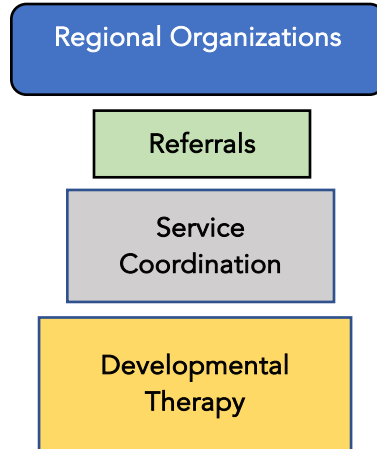 Regional Organizations
Referrals
Service
Coordination
Developmental
Therapy